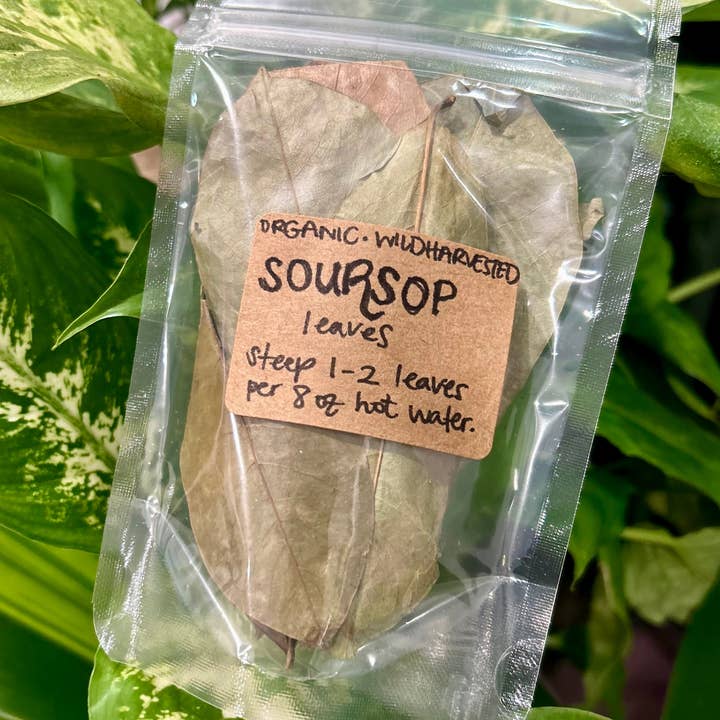 ORGANIC · WILDHARVESTED
SOURSOP
leaves
steep 1-2 leaves
per 8 oz hot water.